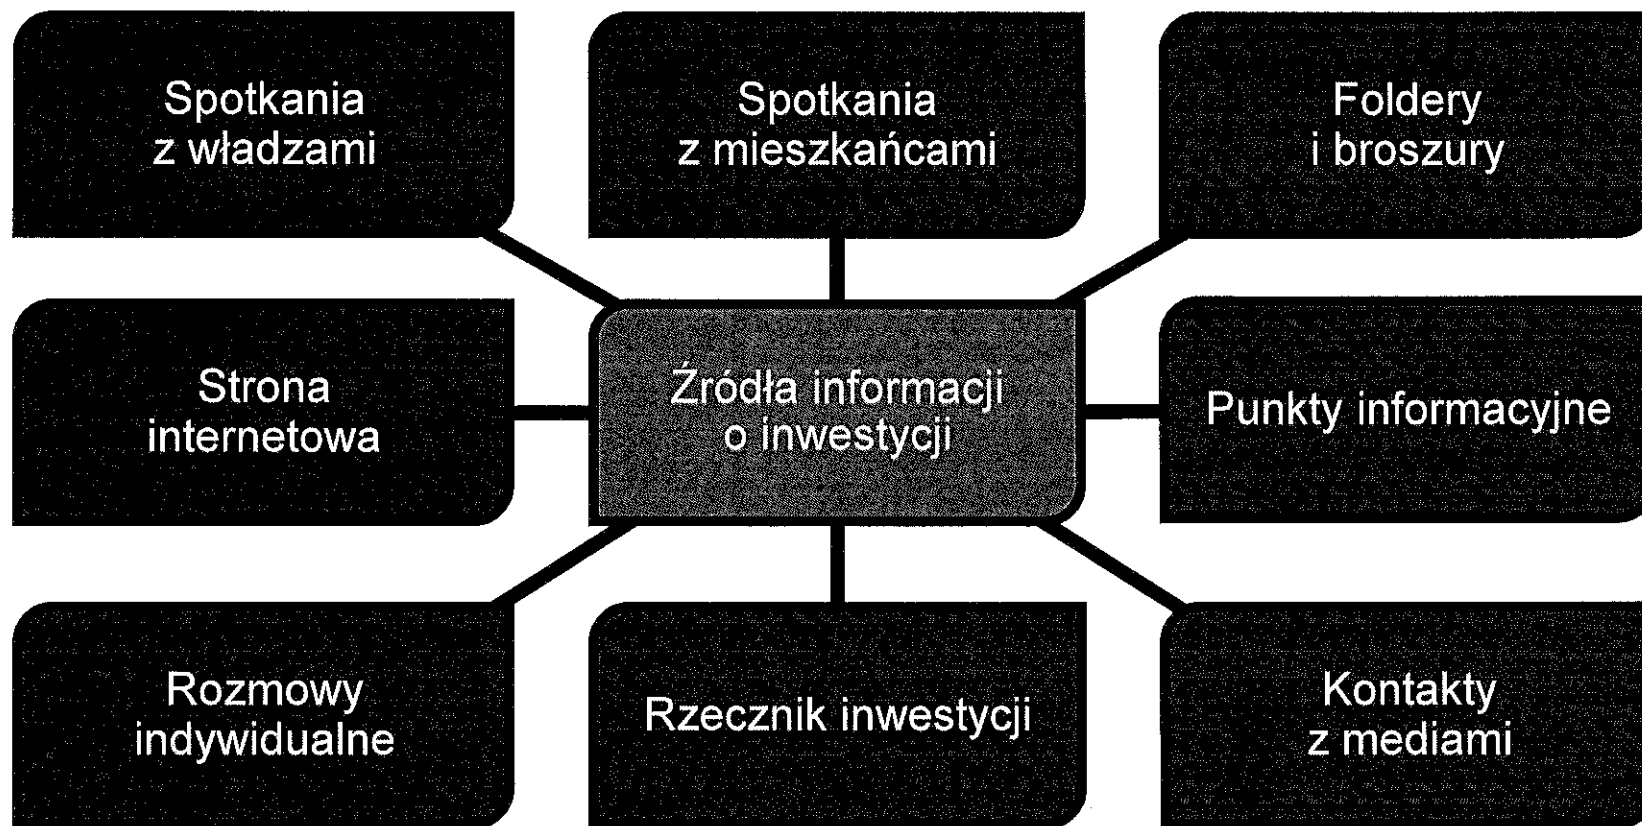 Spotkania
z władzami
Spotkania
z mieszkańcami
Foldery
i broszury
Strona
internetowa
Źródła informacji
o inwestycji
Punkty informacyjne
Rozmowy
indywidualne
Rzecznik inwestycji
Kontakty
z mediami